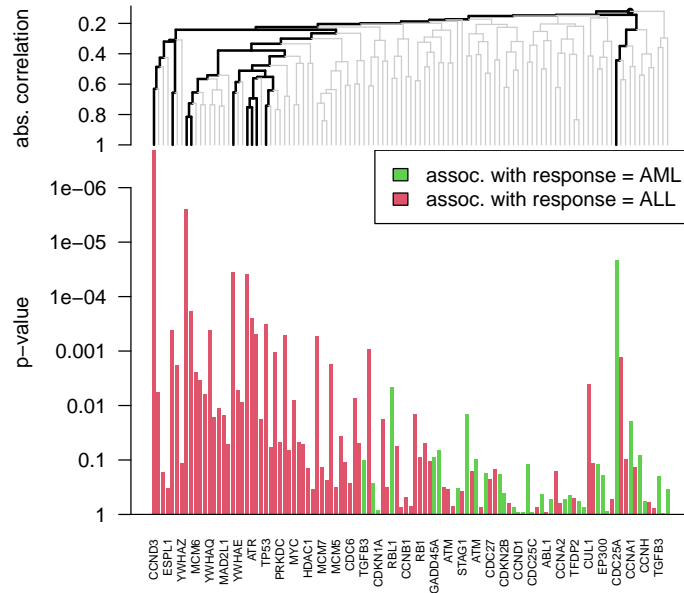 abs. correlation
0.2
0.4
0.6
0.8
1
assoc. with response = AML
assoc. with response = ALL
p−value
1e−06
1e−05
1e−04
0.001
0.01
0.1
1
CCND3
ESPL1
YWHAZ
MCM6
YWHAQ
MAD2L1
YWHAE
ATR
TP53
PRKDC
MYC
HDAC1
MCM7
MCM5
CDC6
TGFB3
CDKN1A
RBL1
CCNB1
RB1
GADD45A
ATM
STAG1
ATM
CDC27
CDKN2B
CCND1
CDC25C
ABL1
CCNA2
TFDP2
CUL1
EP300
CDC25A
CCNA1
CCNH
TGFB3